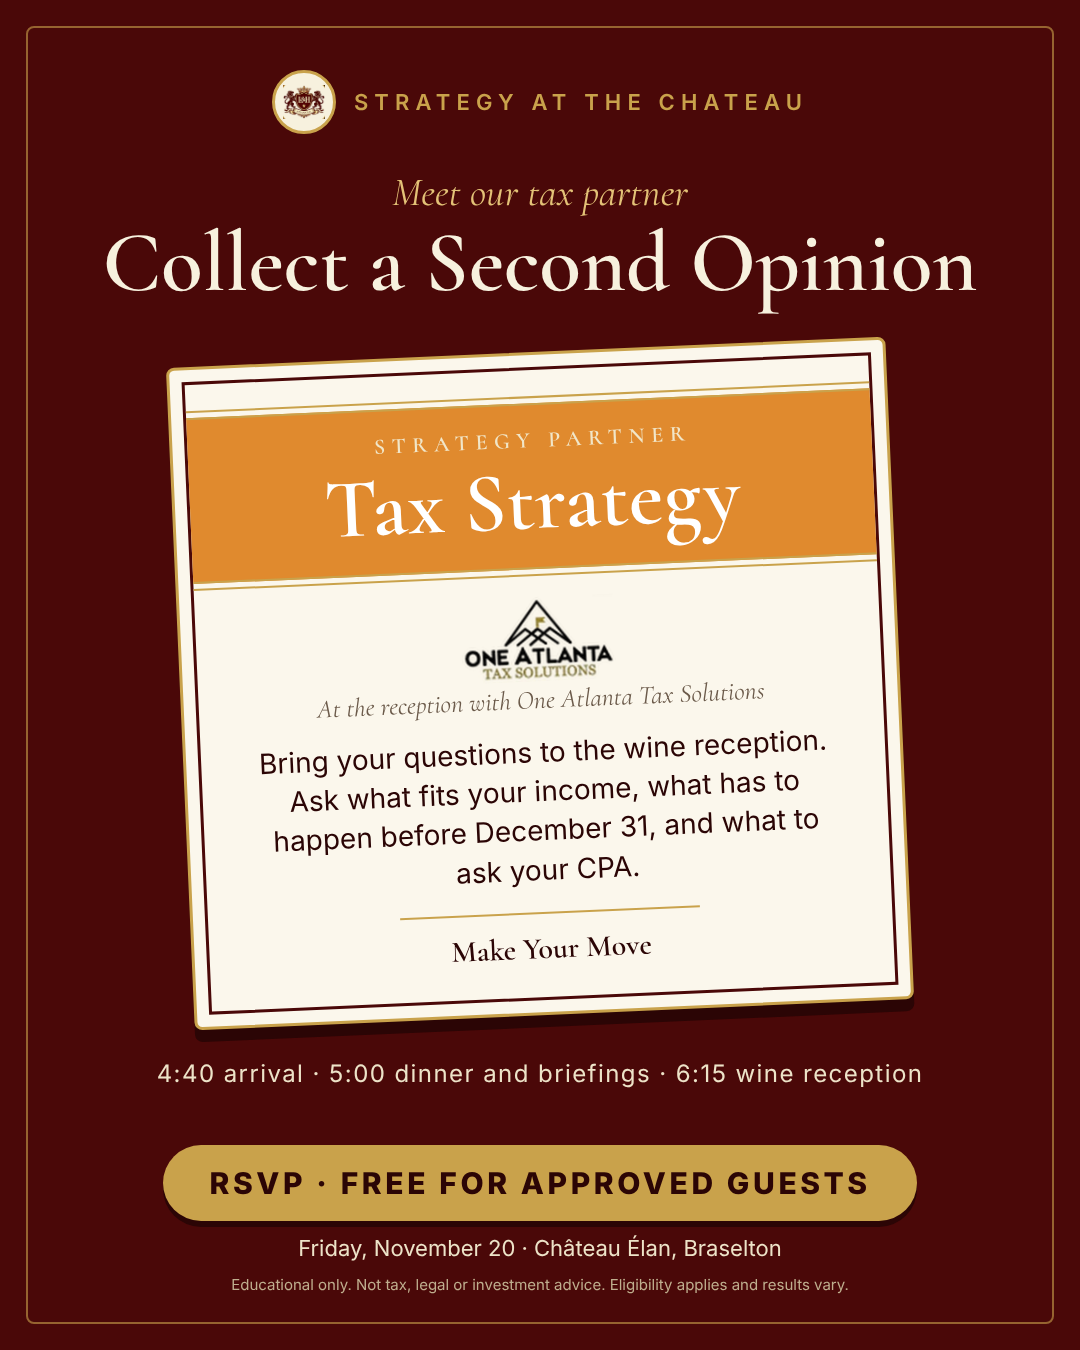 STRATEGY AT THE CHATEAU
Meet our tax partner
Collect a Second Opinion
STRATEGY PARTNER
Tax Strategy
ONE ATLANTA
TAX SOLUTIONS
At the reception with One Atlanta Tax Solutions
Bring your questions to the wine reception.
Ask what fits your income, what has to
happen before December 31, and what to
ask your CPA.
Make Your Move
4:40 arrival · 5:00 dinner and briefings · 6:15 wine reception
RSVP · FREE FOR APPROVED GUESTS
Friday, November 20 · Château Élan, Braselton
Educational only. Not tax, legal or investment advice. Eligibility applies and results vary.